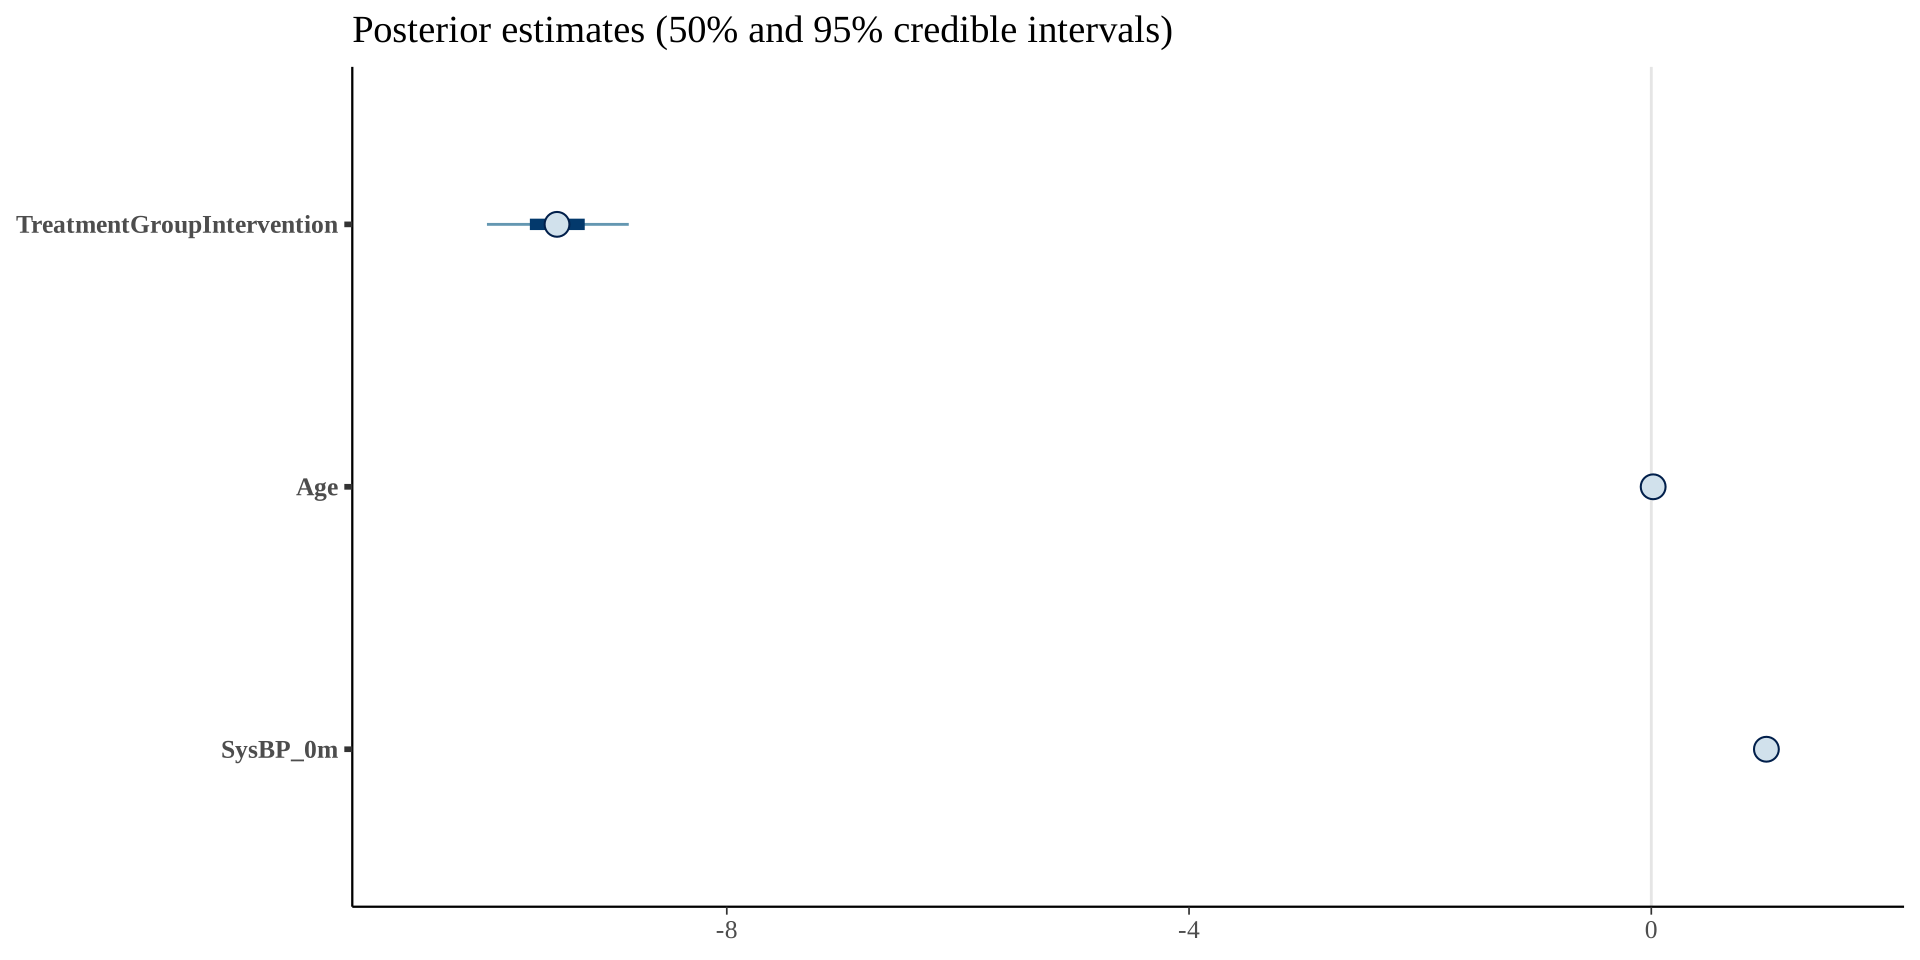 Posterior estimates (50% and 95% credible intervals)
TreatmentGroupIntervention
Age
SysBP_0m
-8
-4
0